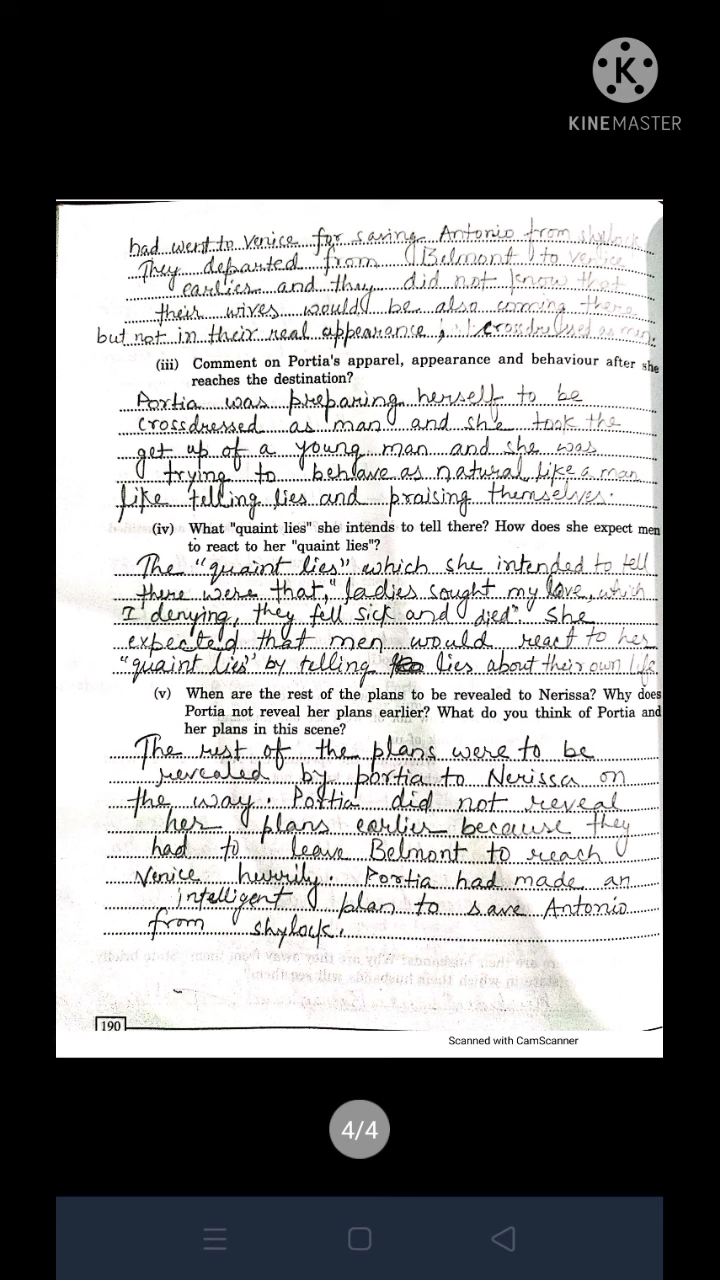 K
KINEMASTER
had went to Venice for saving Antonio from shylock
They departed from Belmont to venice
earlier and they did not know that
their wives would be also coming there
but not in their real appearance, crossdressed as men.
(iii) Comment on Portia's apparel, appearance and behaviour after she
reaches the destination?
Portia was preparing herself to be
crossdressed as man and she took the
get up of a young man and she was
trying to behave as natural like a man
like telling lies and praising themselves.
(iv) What "quaint lies" she intends to tell there? How does she expect men
to react to her "quaint lies"?
The "quaint lies" which she intended to tell
there were that, "ladies sought my love, which
I denying, they fell sick and died". She
expected that men would react to her
"quaint lies" by telling lies about their own life
(v) When are the rest of the plans to be revealed to Nerissa? Why does
Portia not reveal her plans earlier? What do you think of Portia and
her plans in this scene?
The rest of the plans were to be
revealed by portia to Nerissa on
the way. Portia did not reveal
her plans earlier because they
had to leave Belmont to reach
Venice hurrily. Portia had made an
intelligent plan to save Antonio
from shylock.
190
Scanned with CamScanner
4/4